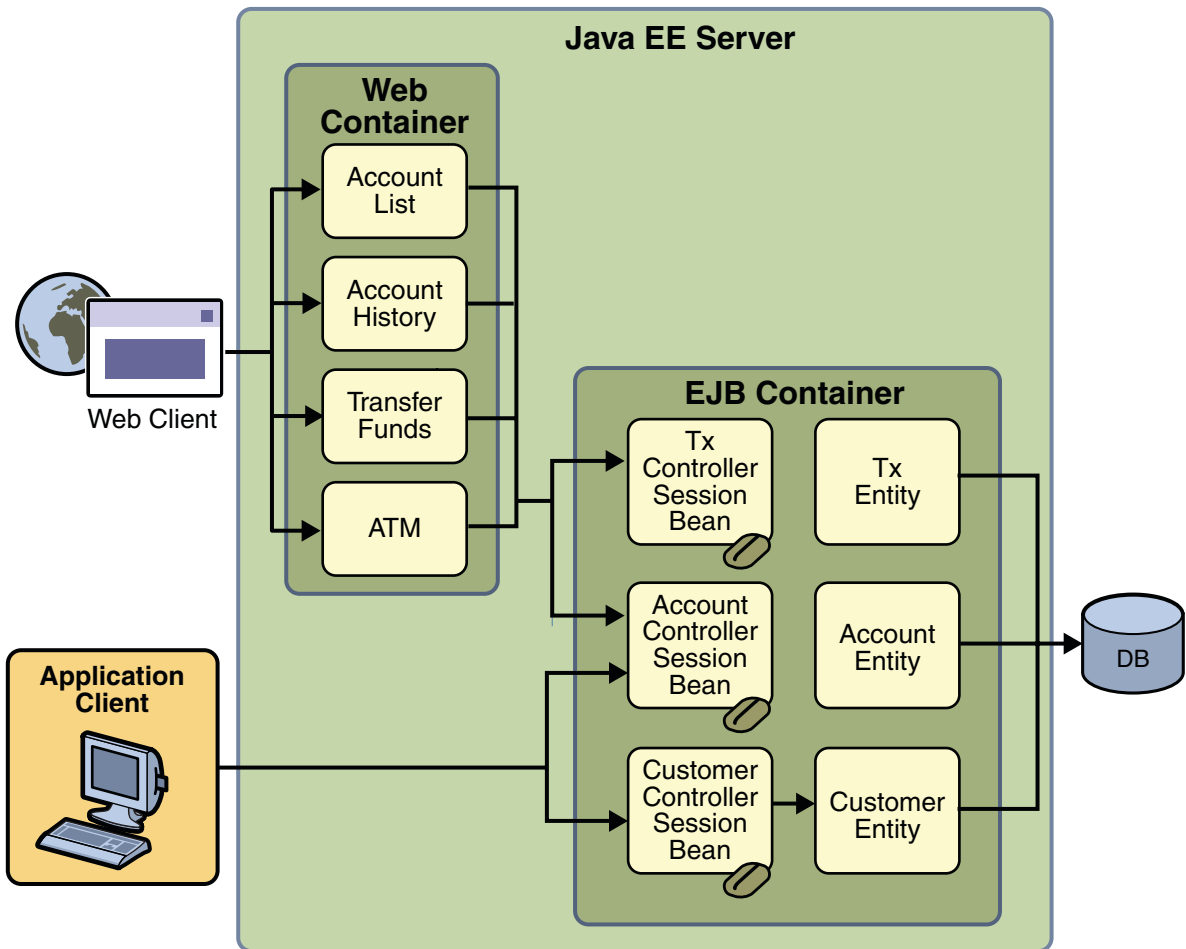 Java EE Server
Web
Container
Account
List
Account
History
Transfer
Funds
ATM
Web Client
EJB Container
Tx
Controller
Session
Bean
Tx
Entity
Account
Controller
Session
Bean
Account
Entity
Customer
Controller
Session
Bean
Customer
Entity
DB
Application
Client